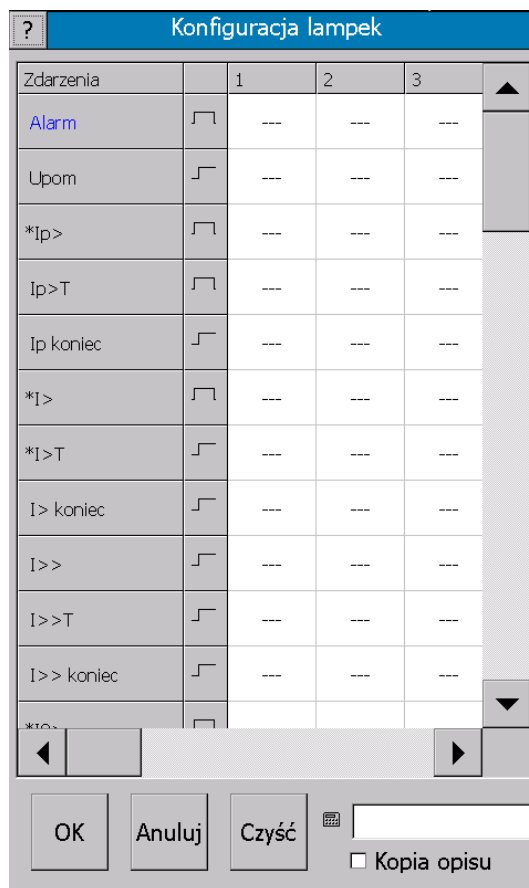 ? Konfiguracja lampek
Zdarzenia 1 2 3
Alarm --- --- ---
Upom --- --- ---
*Ip> --- --- ---
Ip>T --- --- ---
Ip koniec --- --- ---
*I> --- --- ---
*I>T --- --- ---
I> koniec --- --- ---
I>> --- --- ---
I>>T --- --- ---
I>> koniec --- --- ---
OK Anuluj Czyść
Kopia opisu